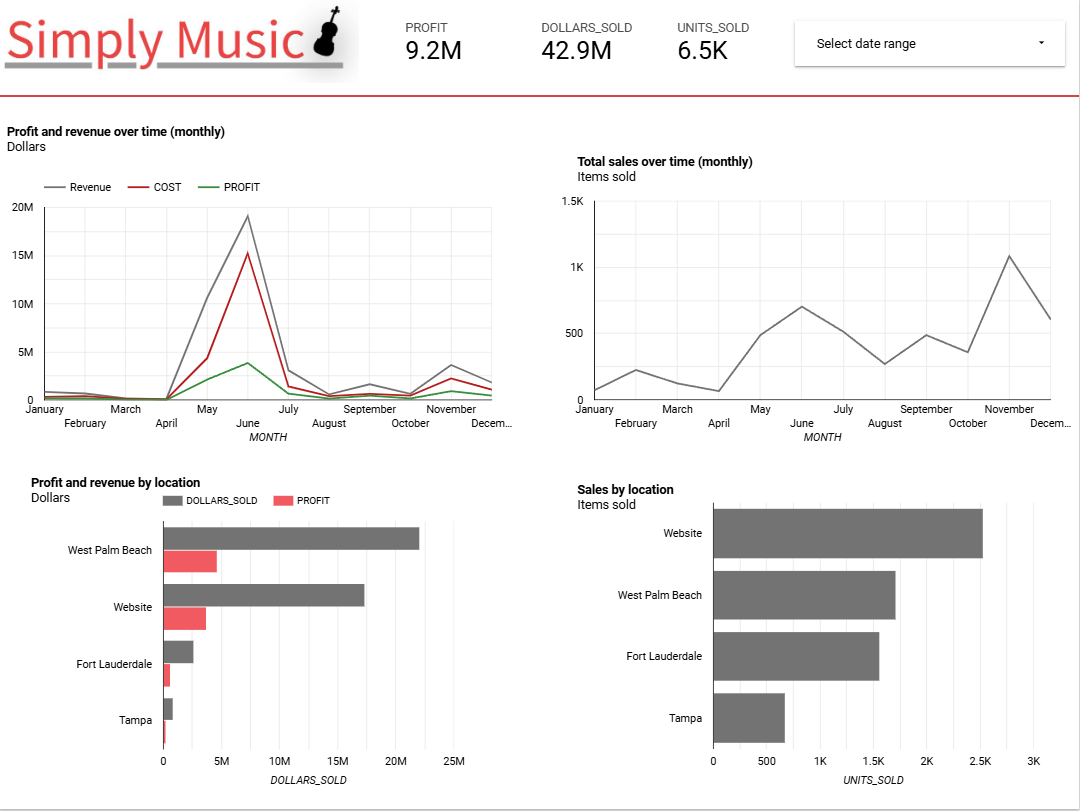 Simply Music
PROFIT
9.2M
DOLLARS_SOLD
42.9M
UNITS_SOLD
6.5K
Select date range
Profit and revenue over time (monthly)
Dollars
Revenue COST PROFIT
20M
15M
10M
5M
0
January March May July September November
February April June August October Decem...
MONTH
Total sales over time (monthly)
Items sold
1.5K
1K
500
0
January March May July September November
February April June August October Decem...
MONTH
Profit and revenue by location
Dollars
DOLLARS_SOLD PROFIT
West Palm Beach
Website
Fort Lauderdale
Tampa
0 5M 10M 15M 20M 25M
DOLLARS_SOLD
Sales by location
Items sold
Website
West Palm Beach
Fort Lauderdale
Tampa
0 500 1K 1.5K 2K 2.5K 3K
UNITS_SOLD